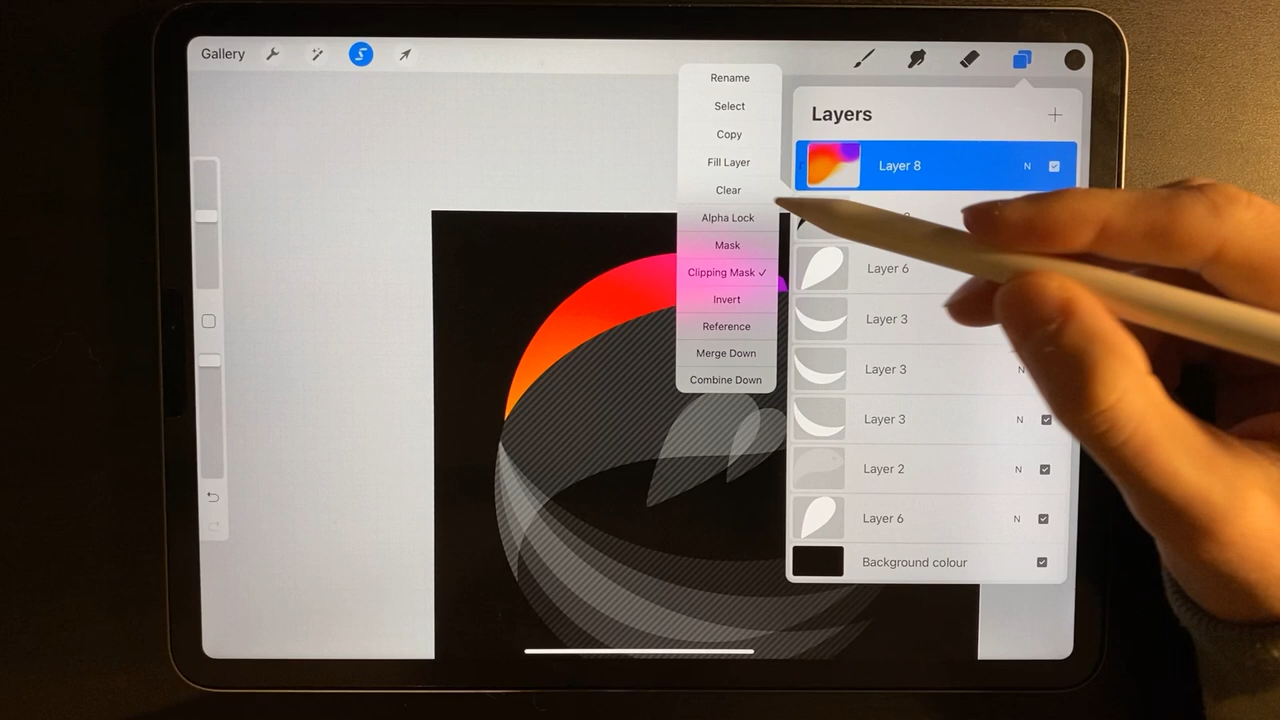 Gallery
Rename
Select
Copy
Fill Layer
Clear
Alpha Lock
Mask
Clipping Mask ✓
Invert
Reference
Merge Down
Combine Down
Layers
Layer 8 N
Layer 6
Layer 3
Layer 3 N
Layer 3 N
Layer 2 N
Layer 6 N
Background colour